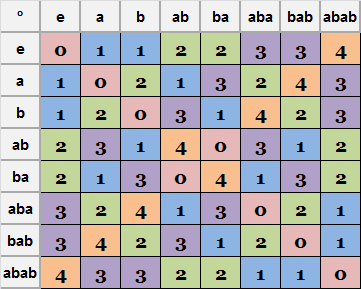 ° e a b ab ba aba bab abab
e 0 1 1 2 2 3 3 4
a 1 0 2 1 3 2 4 3
b 1 2 0 3 1 4 2 3
ab 2 3 1 4 0 3 1 2
ba 2 1 3 0 4 1 3 2
aba 3 2 4 1 3 0 2 1
bab 3 4 2 3 1 2 0 1
abab 4 3 3 2 2 1 1 0